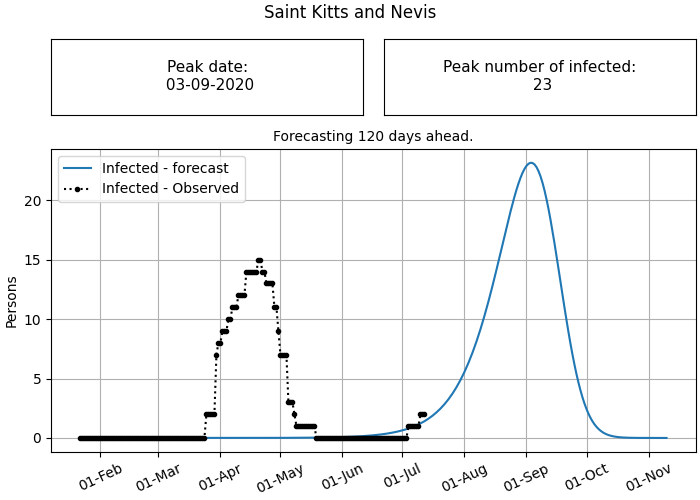 Saint Kitts and Nevis
Peak date:
03-09-2020
Peak number of infected:
23
Forecasting 120 days ahead.
Infected - forecast
Infected - Observed
Persons
20
15
10
5
0
01-Feb
01-Mar
01-Apr
01-May
01-Jun
01-Jul
01-Aug
01-Sep
01-Oct
01-Nov